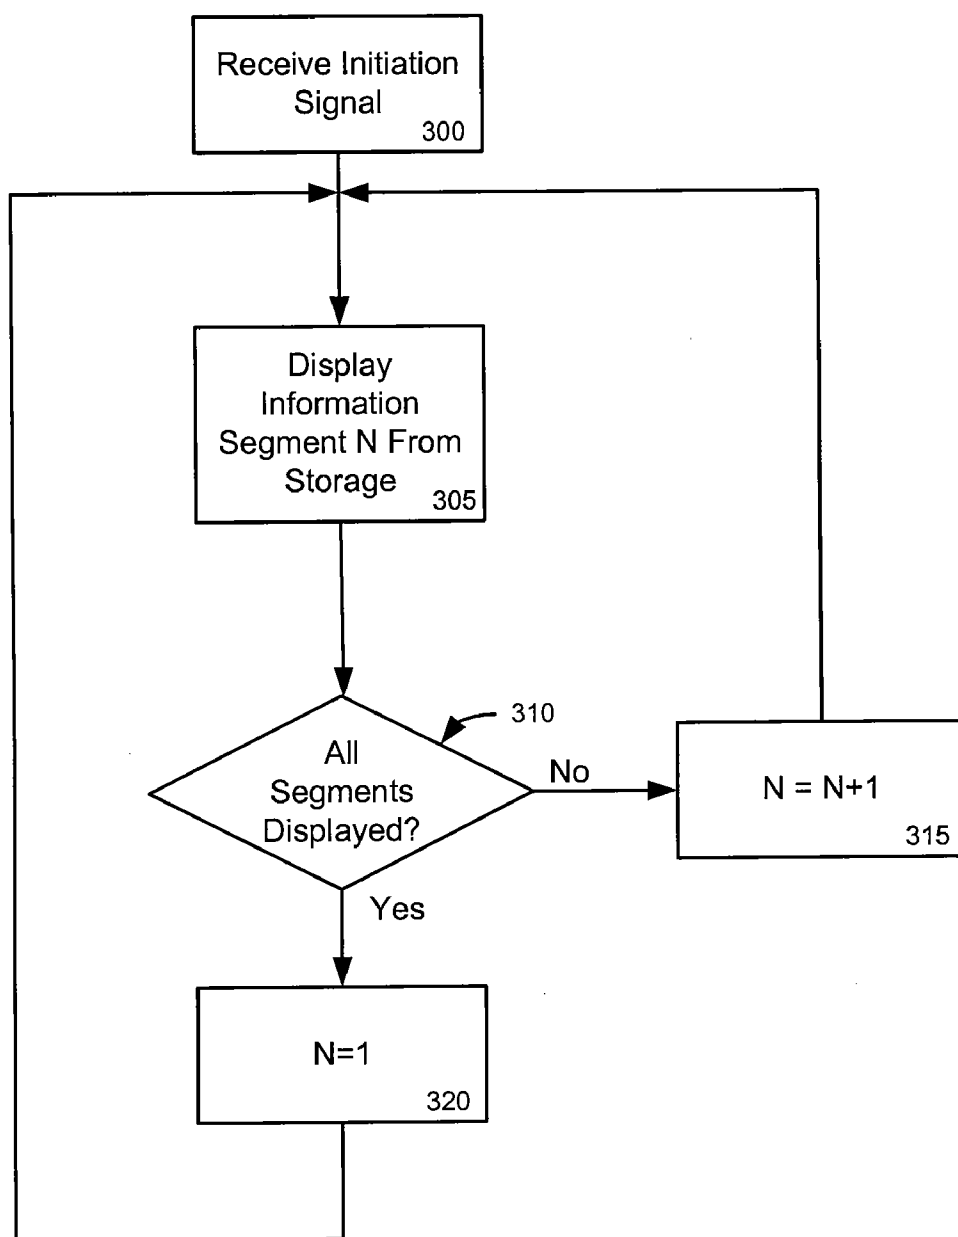 Receive Initiation
Signal
300
Display
Information
Segment N From
Storage
305
310
All
Segments
Displayed?
No
N = N+1
315
Yes
N=1
320